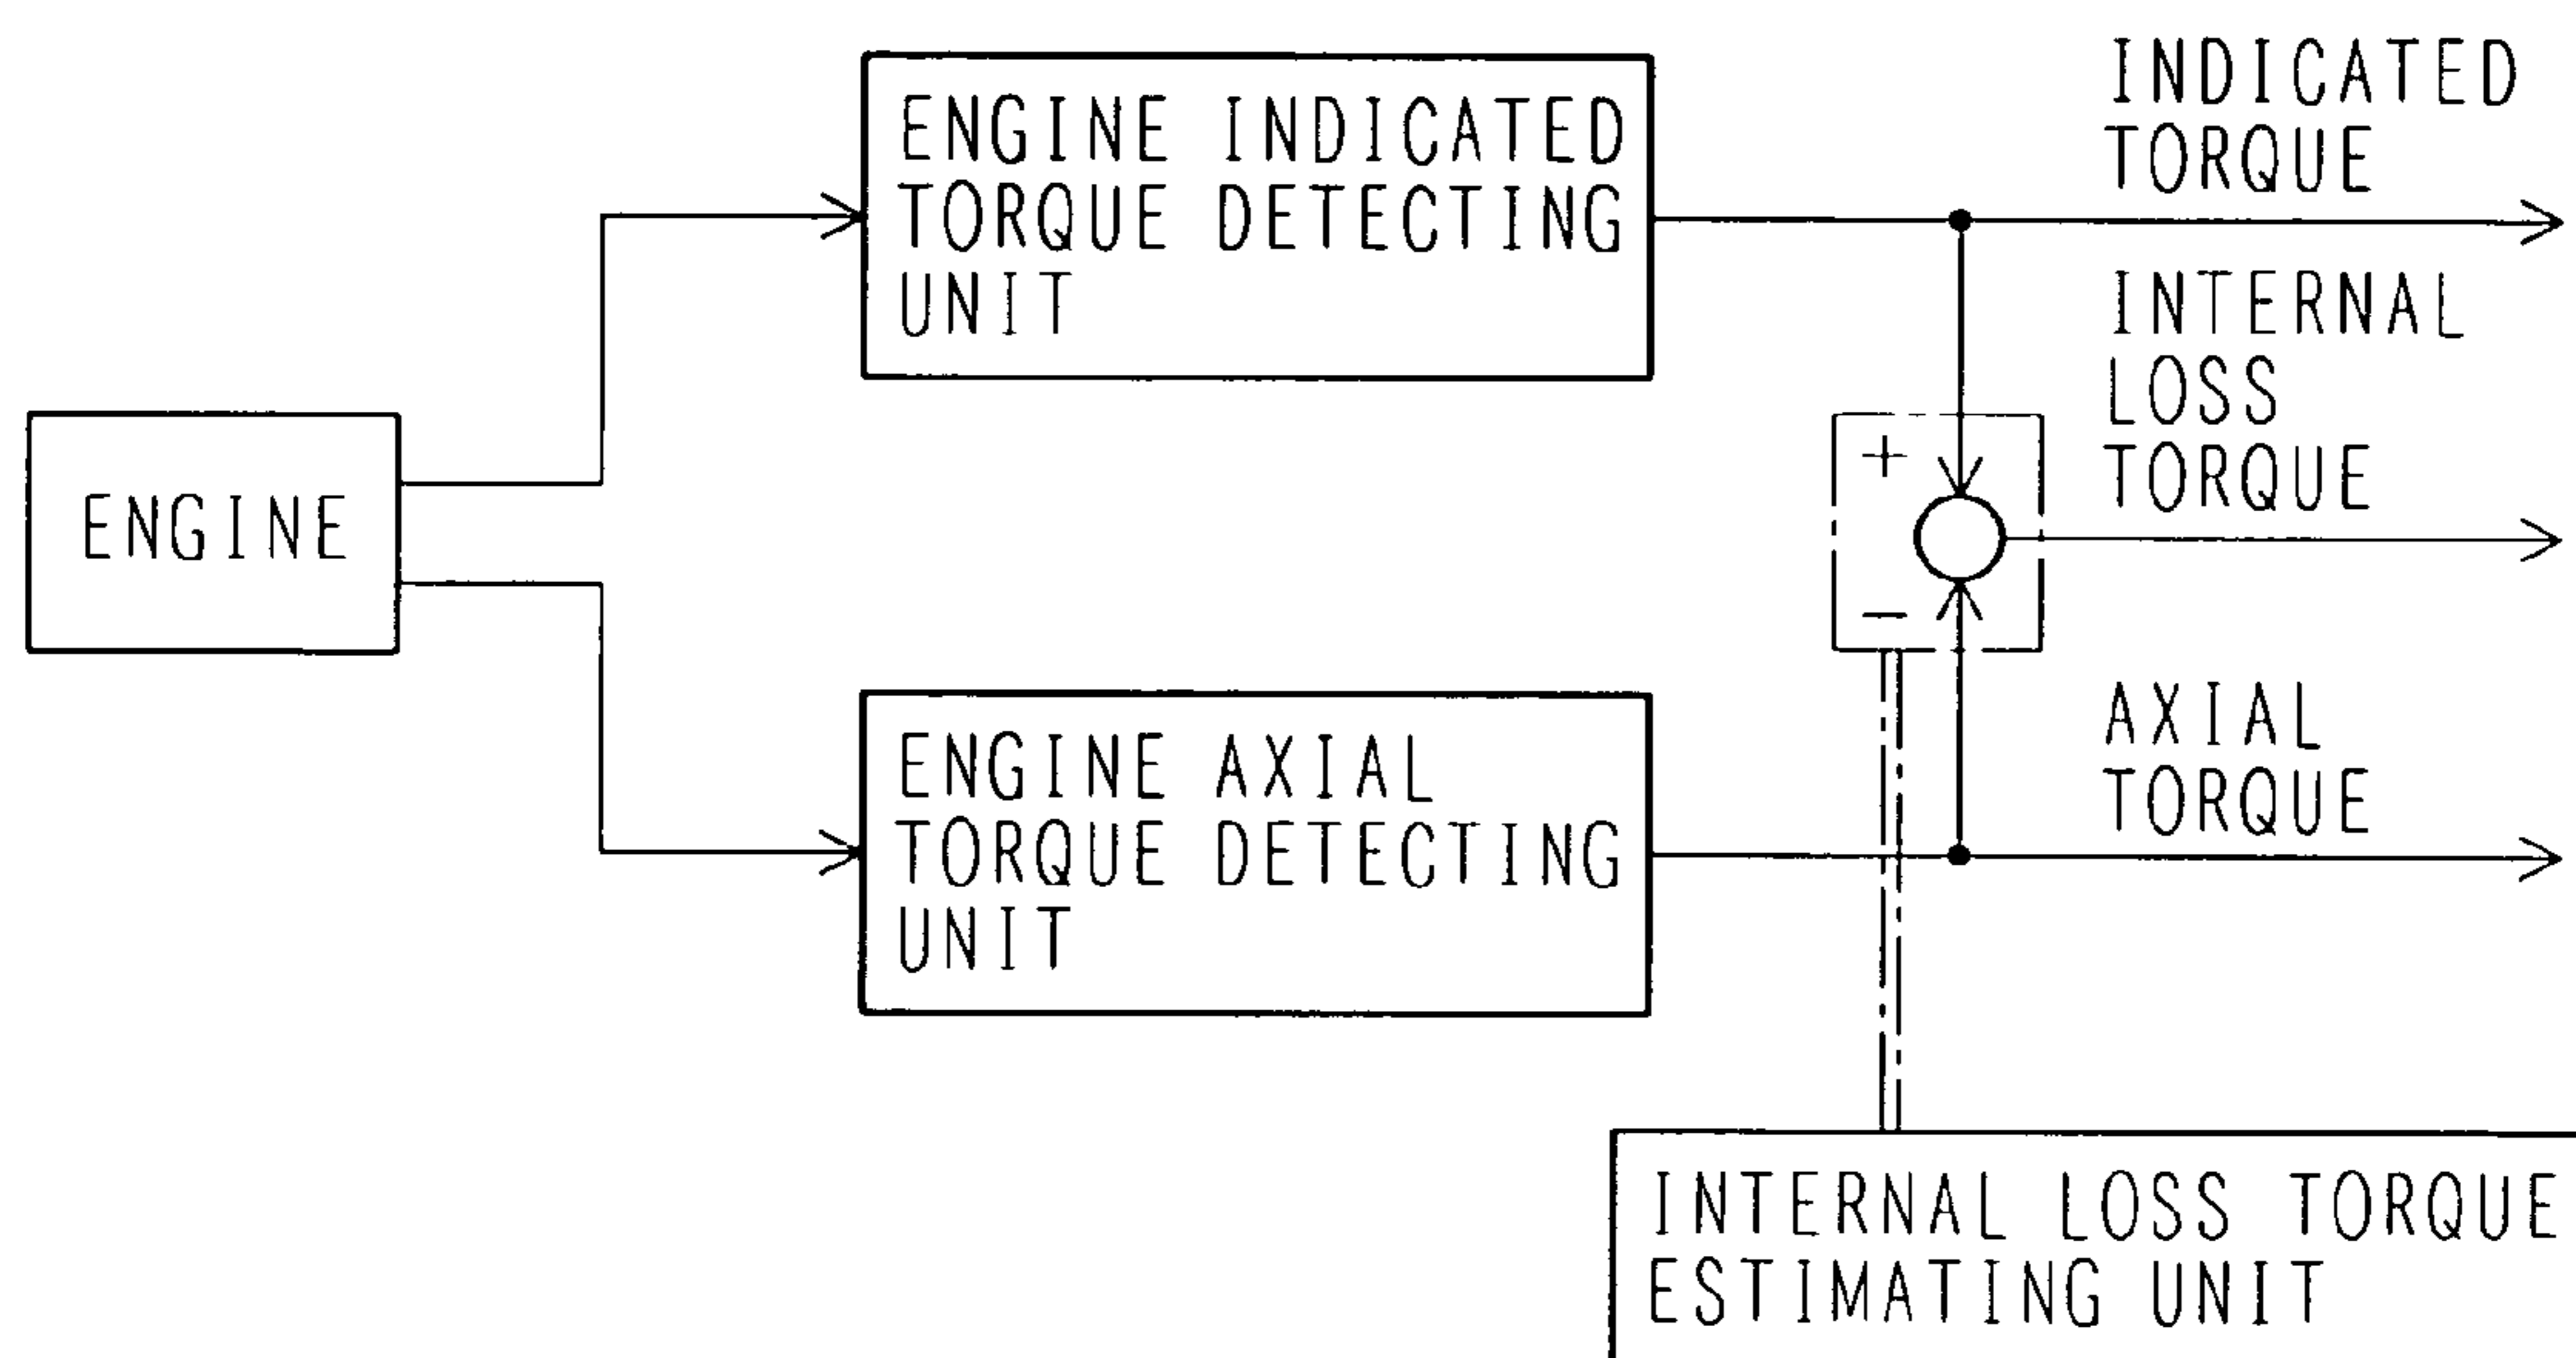 ENGINE
ENGINE INDICATED
TORQUE DETECTING
UNIT
INDICATED
TORQUE
INTERNAL
LOSS
TORQUE
+
−
ENGINE AXIAL
TORQUE DETECTING
UNIT
AXIAL
TORQUE
INTERNAL LOSS TORQUE
ESTIMATING UNIT